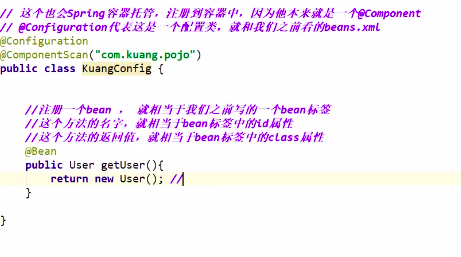 // 这个也会Spring容器托管，注册到容器中，因为他本来就是一个@Component
// @Configuration代表这是一个配置类，就和我们之前看的beans.xml
@Configuration
@ComponentScan("com.kuang.pojo")
public class KuangConfig {
//注册一个bean ， 就相当于我们之前写的一个bean标签
//这个方法的名字，就相当于bean标签中的id属性
//这个方法的返回值，就相当于bean标签中的class属性
@Bean
public User getUser(){
return new User(); //
}
}